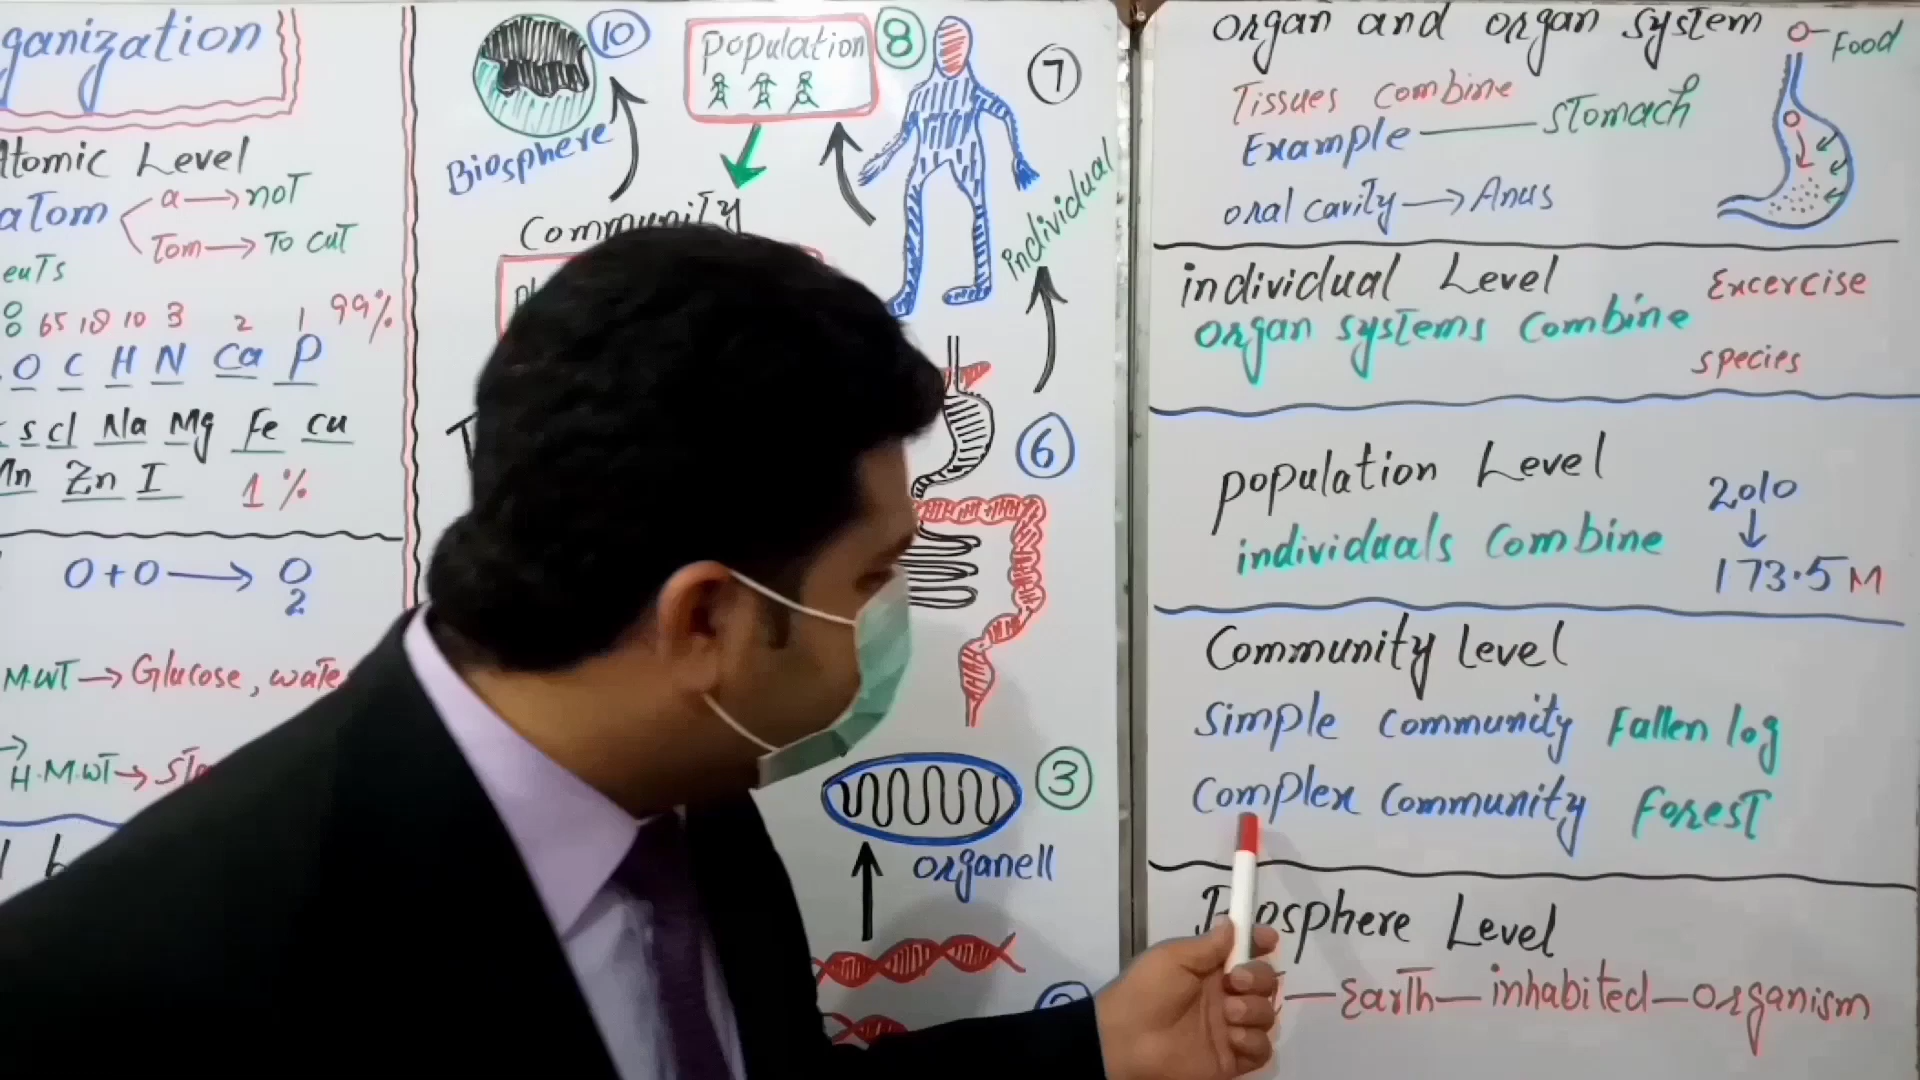 ganization
Atomic Level
atom
a → not
Tom → To cut
65 18 10 3 2 1 99%
O C H N Ca P
S Cl Na Mg Fe Cu
Mn Zn I 1%
O + O → O
2
M.WT → Glucose, wate
H.M.WT → STa
10
Biosphere
Population
8
7
Community
individual
6
3
organell
organ and organ system
Food
Tissues combine
Example — stomach
oral cavity → Anus
individual Level
Excercise
organ systems combine
species
population Level
2010
individuals combine
173.5 M
Community Level
Simple community Fallen log
Complex community Forest
Biosphere Level
— Earth — inhabited — organism